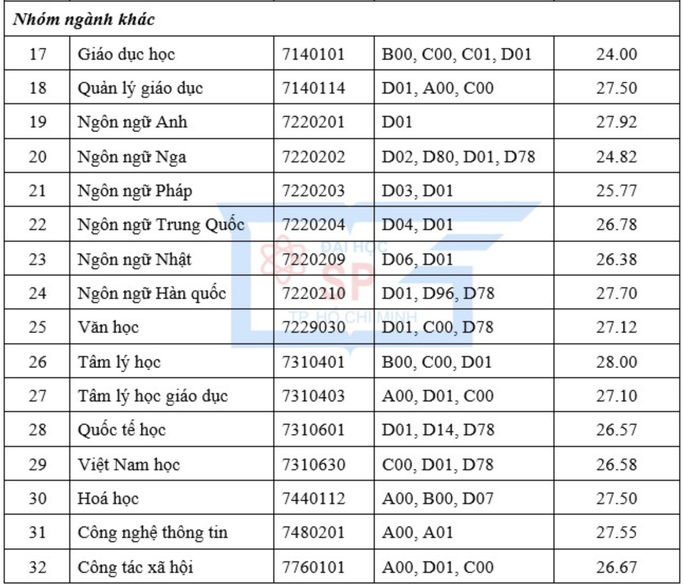 Nhóm ngành khác
17 Giáo dục học 7140101 B00, C00, C01, D01 24.00
18 Quản lý giáo dục 7140114 D01, A00, C00 27.50
19 Ngôn ngữ Anh 7220201 D01 27.92
20 Ngôn ngữ Nga 7220202 D02, D80, D01, D78 24.82
21 Ngôn ngữ Pháp 7220203 D03, D01 25.77
22 Ngôn ngữ Trung Quốc 7220204 D04, D01 26.78
23 Ngôn ngữ Nhật 7220209 D06, D01 26.38
24 Ngôn ngữ Hàn quốc 7220210 D01, D96, D78 27.70
25 Văn học 7229030 D01, C00, D78 27.12
26 Tâm lý học 7310401 B00, C00, D01 28.00
27 Tâm lý học giáo dục 7310403 A00, D01, C00 27.10
28 Quốc tế học 7310601 D01, D14, D78 26.57
29 Việt Nam học 7310630 C00, D01, D78 26.58
30 Hoá học 7440112 A00, B00, D07 27.50
31 Công nghệ thông tin 7480201 A00, A01 27.55
32 Công tác xã hội 7760101 A00, D01, C00 26.67
ĐẠI HỌC
SP
TP. HỒ CHÍ MINH